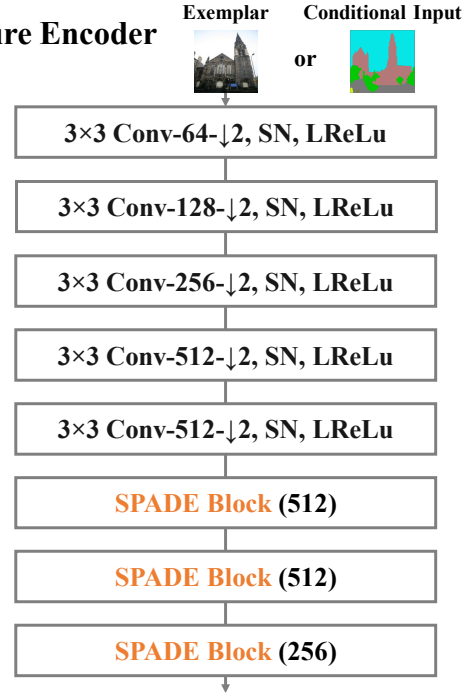 Exemplar Conditional Input
Encoder
or
3×3 Conv-64-↓2, SN, LReLu
3×3 Conv-128-↓2, SN, LReLu
3×3 Conv-256-↓2, SN, LReLu
3×3 Conv-512-↓2, SN, LReLu
3×3 Conv-512-↓2, SN, LReLu
SPADE Block (512)
SPADE Block (512)
SPADE Block (256)